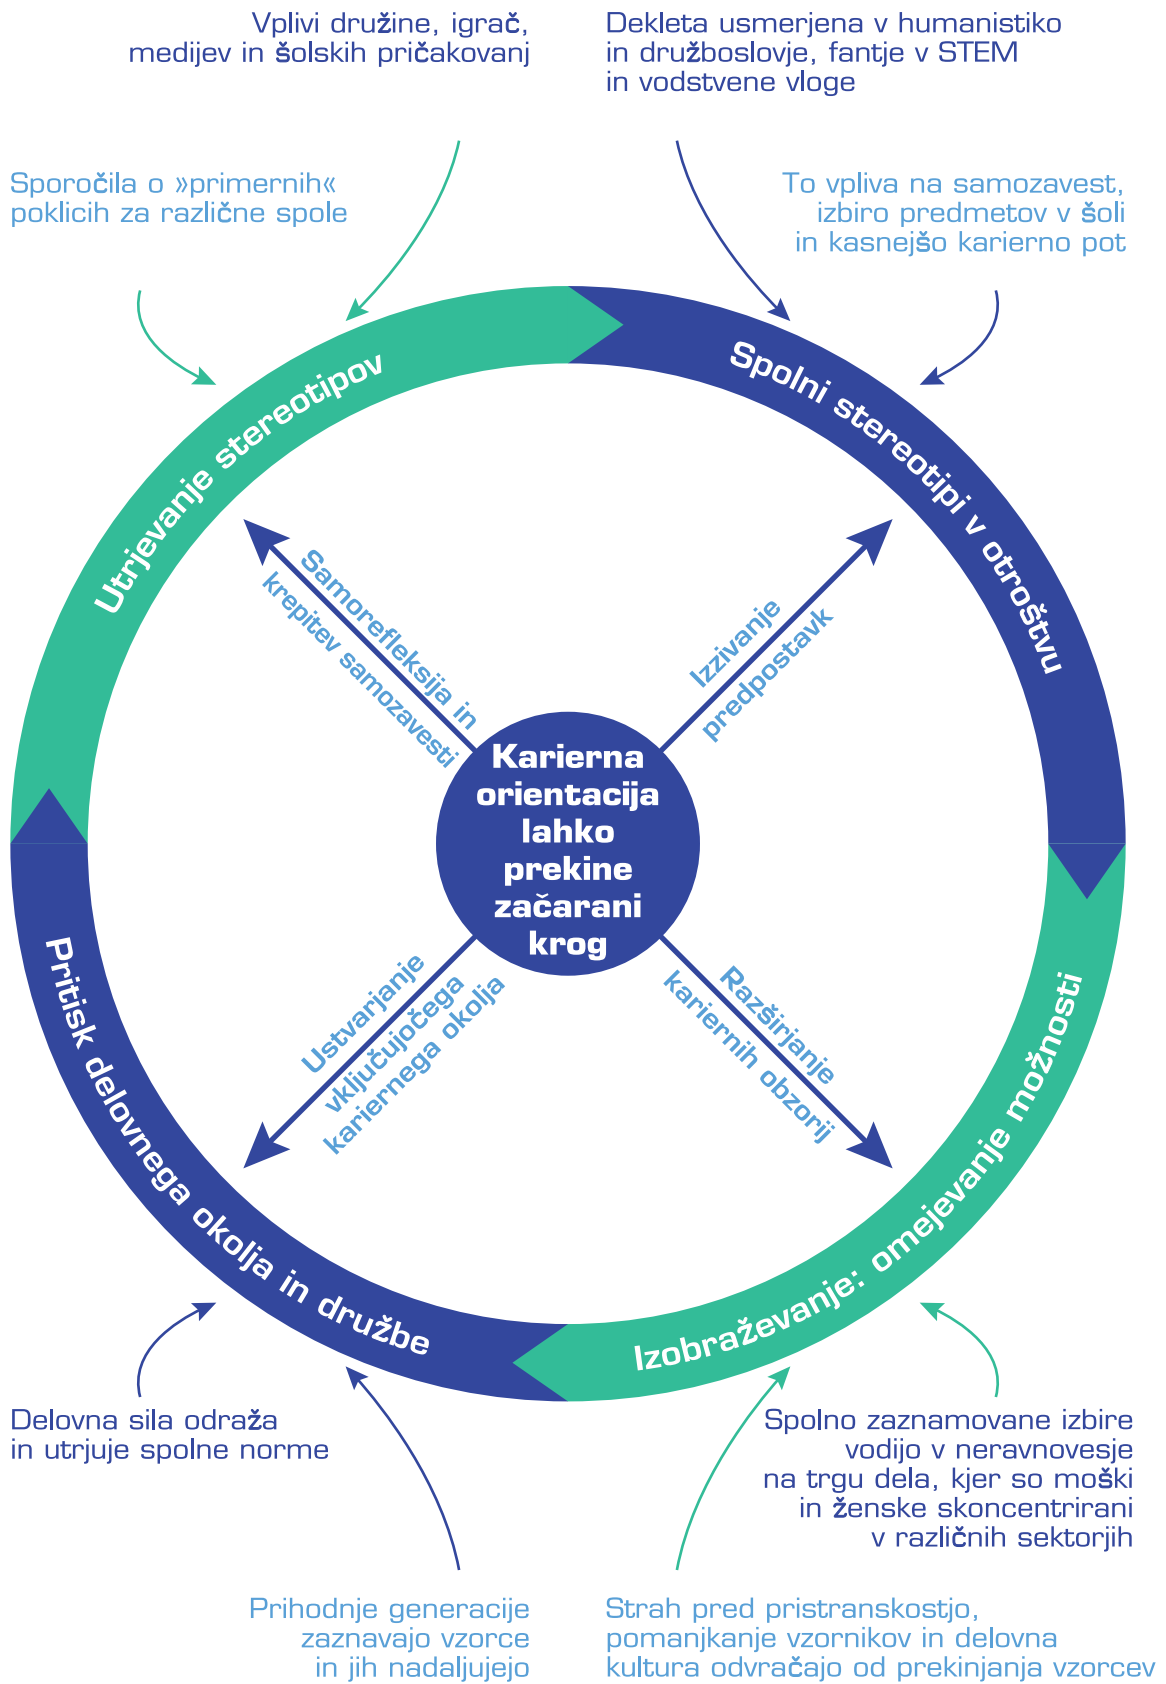 Vplivi družine, igrač,
medijev in šolskih pričakovanj
Dekleta usmerjena v humanistiko
in družboslovje, fantje v STEM
in vodstvene vloge
Sporočila o »primernih«
poklicih za različne spole
To vpliva na samozavest,
izbiro predmetov v šoli
in kasnejšo karierno pot
Utrjevanje stereotipov
Spolni stereotipi v otroštvu
Samorefleksija in
krepitev samozavesti
Izzivanje
predpostavk
Karierna
orientacija
lahko
prekine
začarani
krog
Ustvarjanje
vključujočega
kariernega okolja
Razširjanje
kariernih obzorij
Pritisk delovnega okolja in družbe
Izobraževanje: omejevanje možnosti
Delovna sila odraža
in utrjuje spolne norme
Spolno zaznamovane izbire
vodijo v neravnovesje
na trgu dela, kjer so moški
in ženske skoncentrirani
v različnih sektorjih
Prihodnje generacije
zaznavajo vzorce
in jih nadaljujejo
Strah pred pristranskostjo,
pomanjkanje vzornikov in delovna
kultura odvračajo od prekinjanja vzorcev